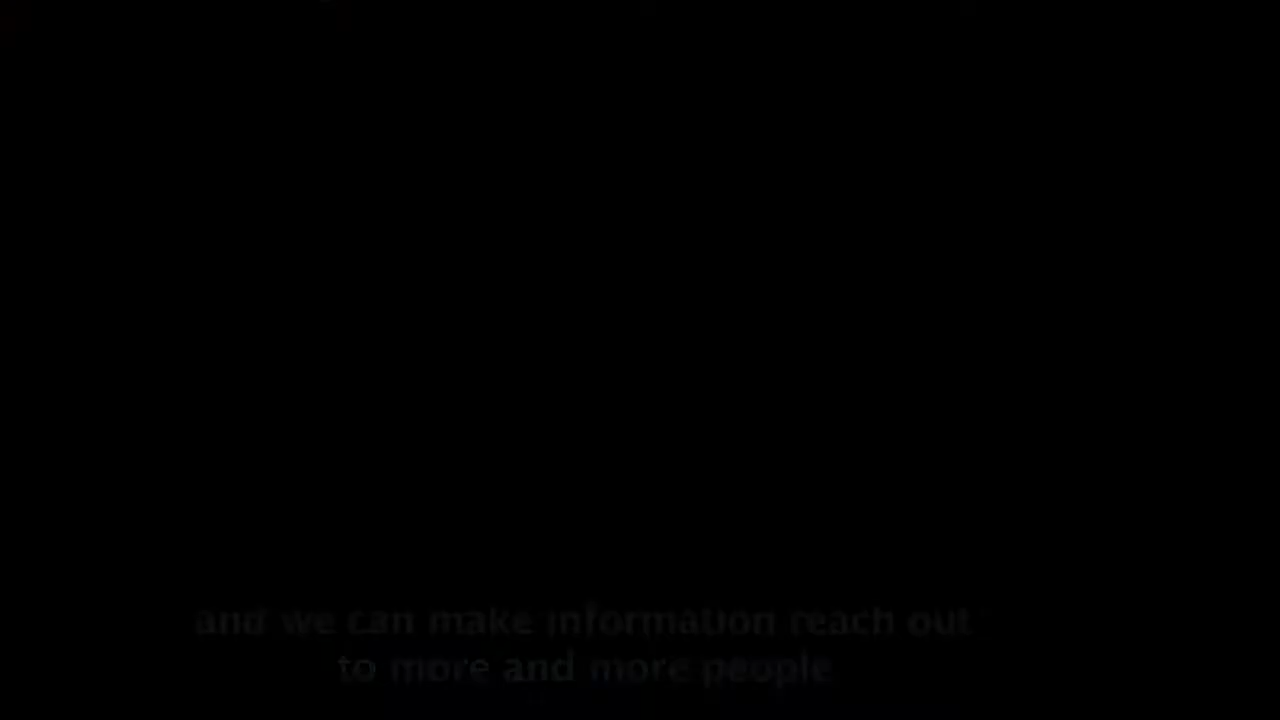 and we can make information reach out
to more and more people